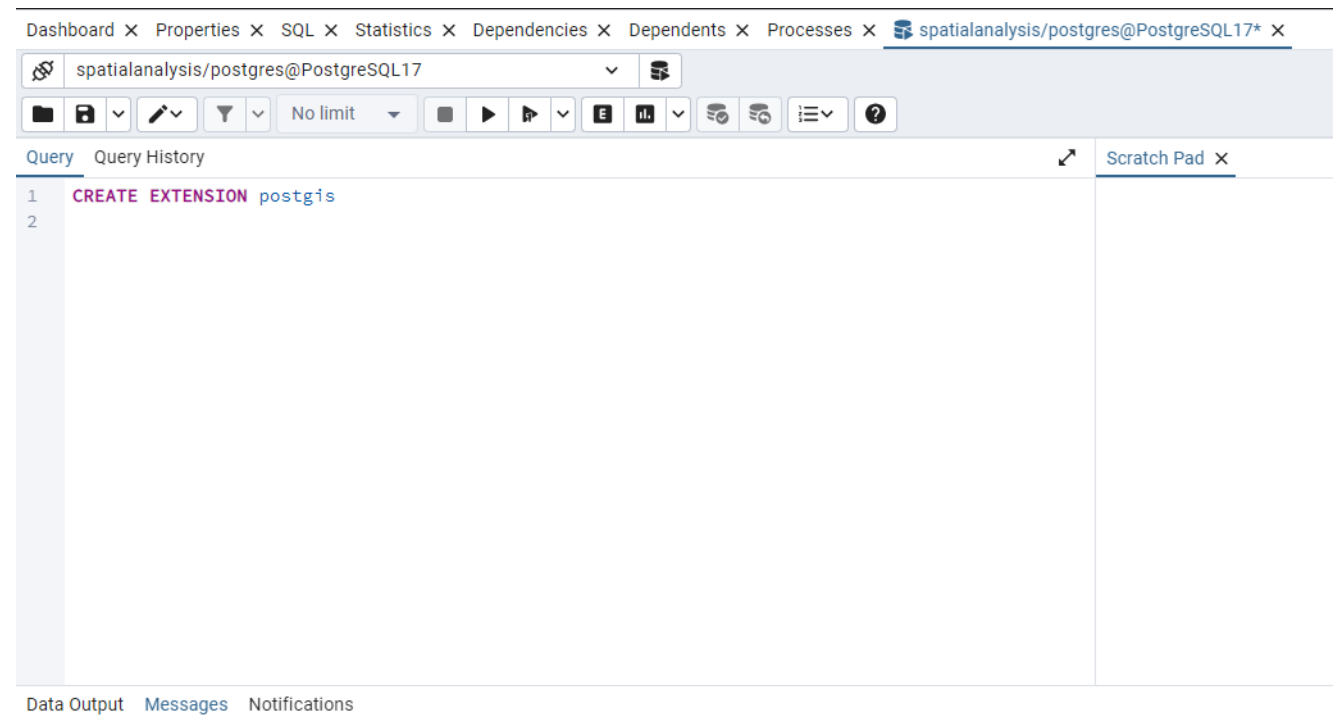 Dashboard Properties SQL Statistics Dependencies Dependents Processes spatialanalysis/postgres@PostgreSQL17*
spatialanalysis/postgres@PostgreSQL17
No limit E
Query Query History Scratch Pad
1 CREATE EXTENSION postgis
2
Data Output Messages Notifications